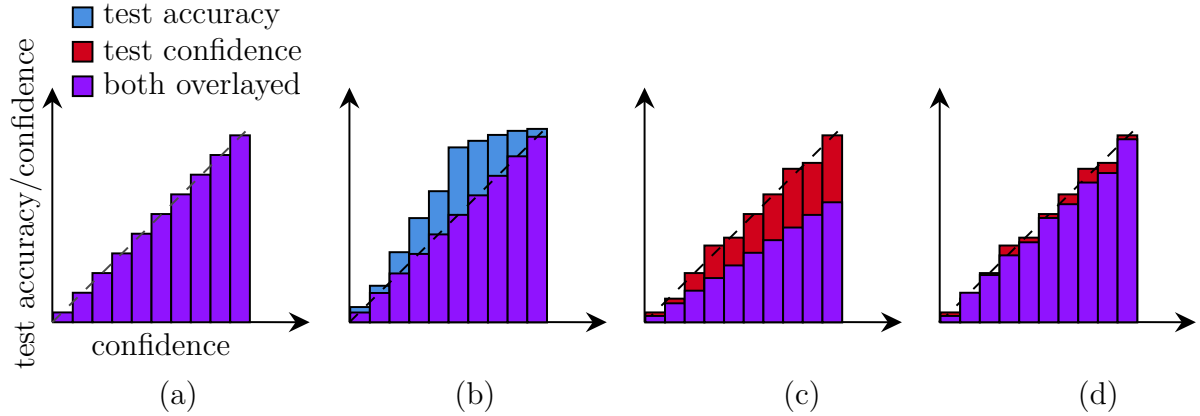 test accuracy
test confidence
both overlayed
test accuracy/confidence
confidence
(a)
(b)
(c)
(d)